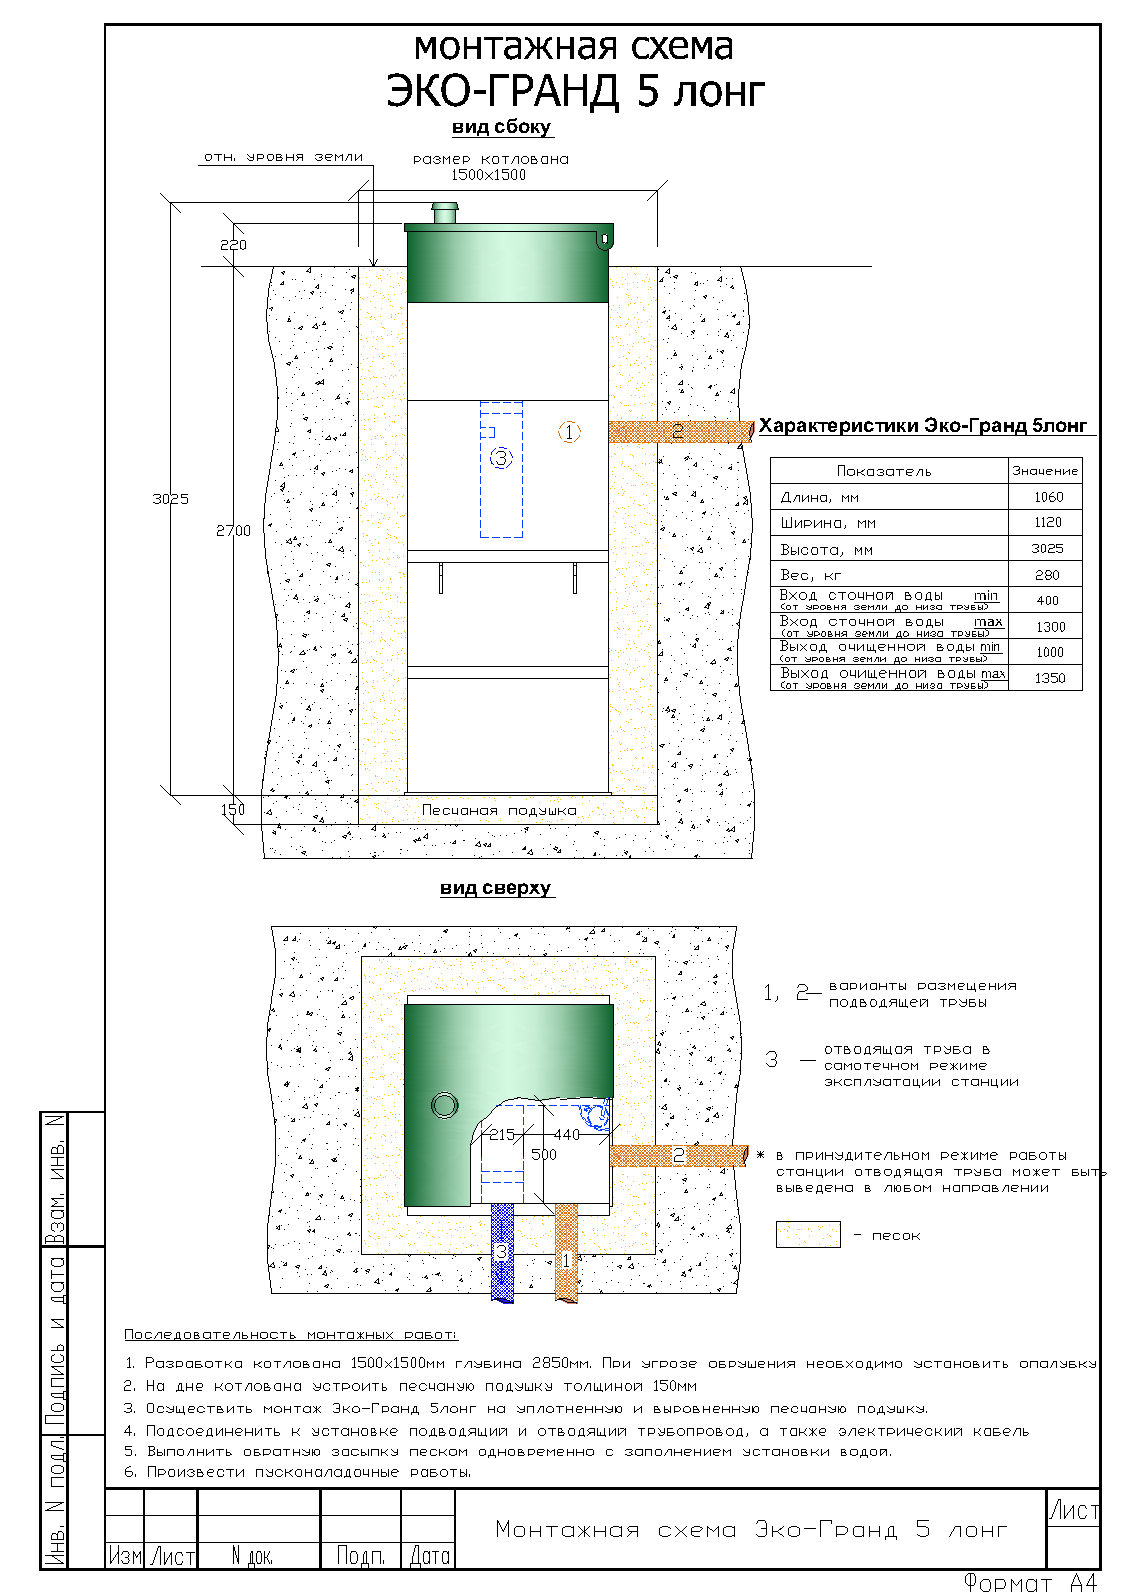 монтажная схема
ЭКО-ГРАНД 5 лонг
вид сбоку
отн. уровня земли
размер котлована
1500х1500
220
3025
2700
150
1
2
3
Песчаная подушка
Характеристики Эко-Гранд 5лонг
Показатель Значение
Длина, мм 1060
Ширина, мм 1120
Высота, мм 3025
Вес, кг 280
Вход сточной воды min 400
(от уровня земли до низа трубы)
Вход сточной воды max 1300
(от уровня земли до низа трубы)
Выход очищенной воды min 1000
(от уровня земли до низа трубы)
Выход очищенной воды max 1350
(от уровня земли до низа трубы)
вид сверху
215
440
500
2
3
1
1, 2— варианты размещения
подводящей трубы
3 — отводящая труба в
самотечном режиме
эксплуатации станции
* в принудительном режиме работы
станции отводящая труба может быть
выведена в любом направлении
- песок
Последовательность монтажных работ:
1. Разработка котлована 1500х1500мм глубина 2850мм. При угрозе обрушения необходимо установить опалубку
2. На дне котлована устроить песчаную подушку толщиной 150мм
3. Осуществить монтаж Эко-Гранд 5лонг на уплотненную и выровненную песчаную подушку.
4. Подсоединить к установке подводящий и отводящий трубопровод, а также электрический кабель
5. Выполнить обратную засыпку песком одновременно с заполнением установки водой.
6. Произвести пусконаладочные работы.
Взам. инв. N
Подпись и дата
Инв. N подл.
Изм Лист N док. Подп. Дата
Монтажная схема Эко-Гранд 5 лонг
Лист
Формат А4